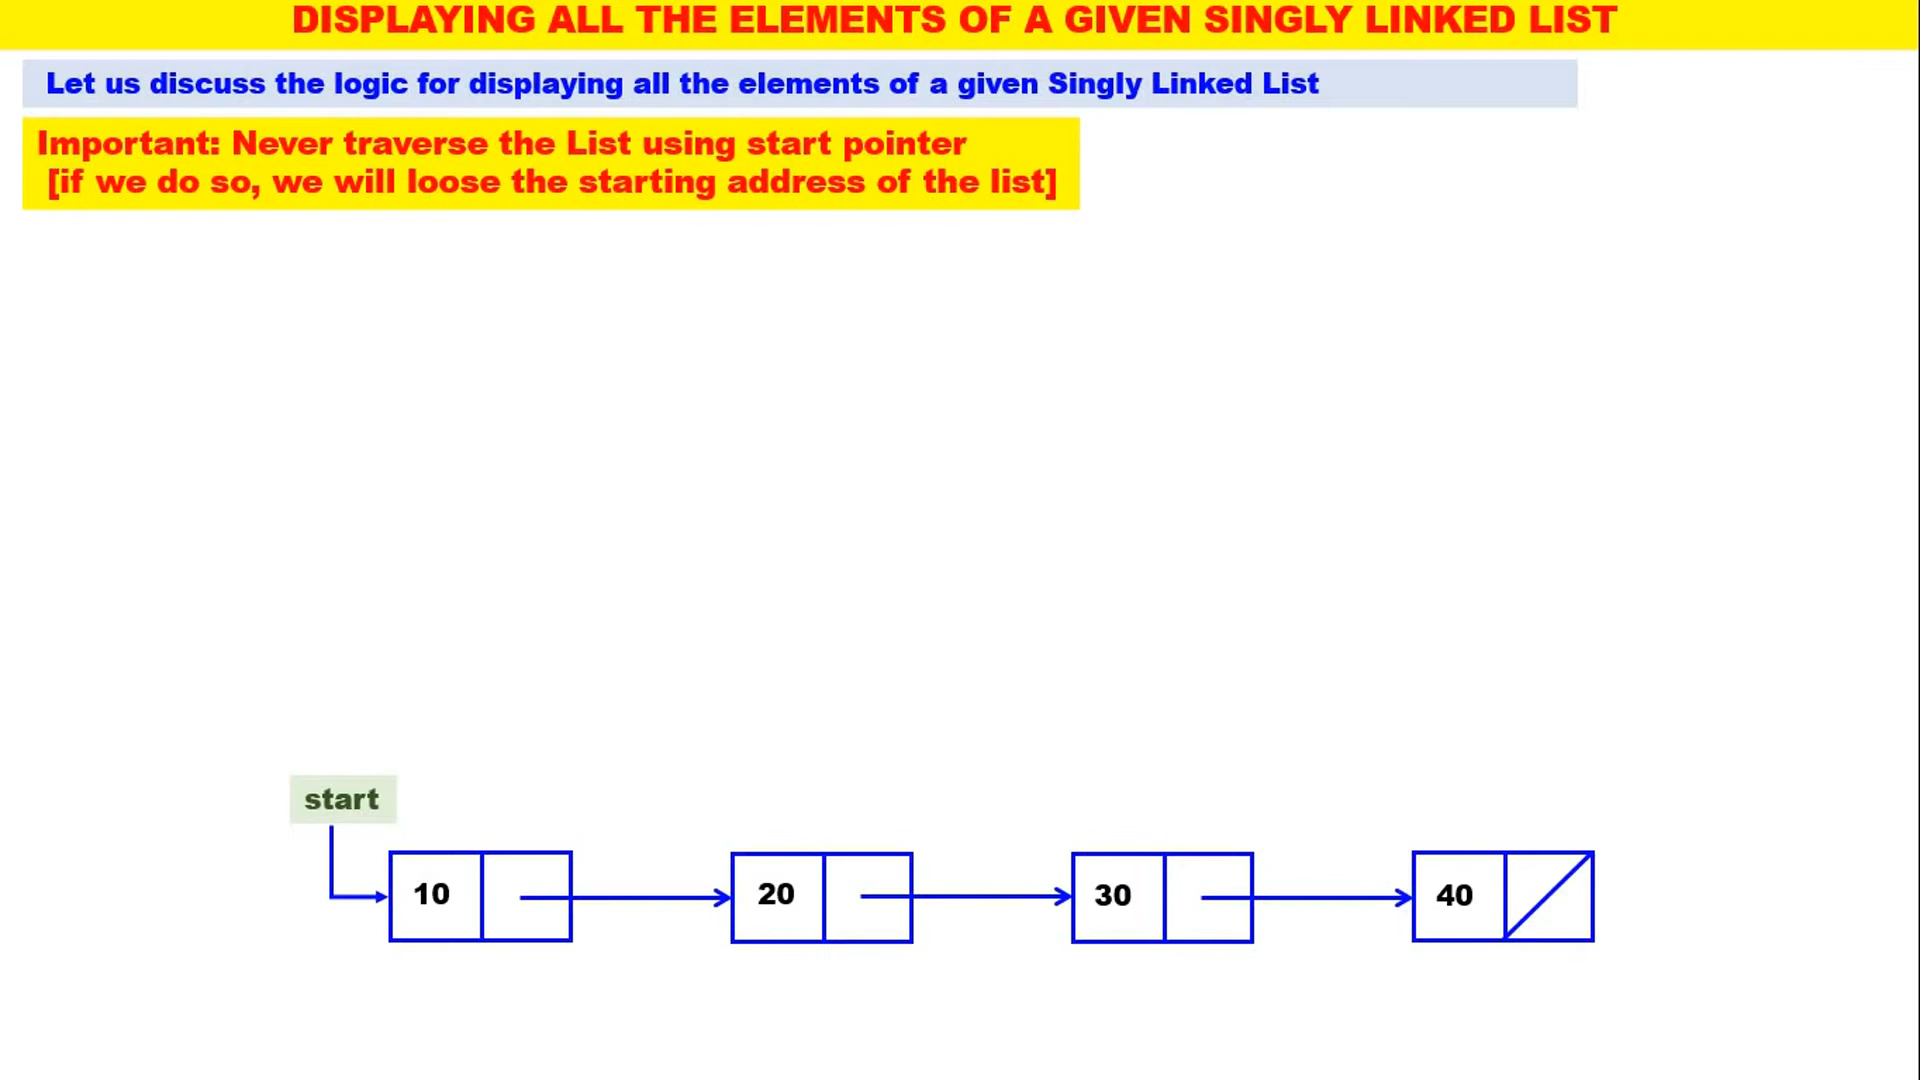 DISPLAYING ALL THE ELEMENTS OF A GIVEN SINGLY LINKED LIST
Let us discuss the logic for displaying all the elements of a given Singly Linked List
Important: Never traverse the List using start pointer
[if we do so, we will loose the starting address of the list]
start
10 20 30 40